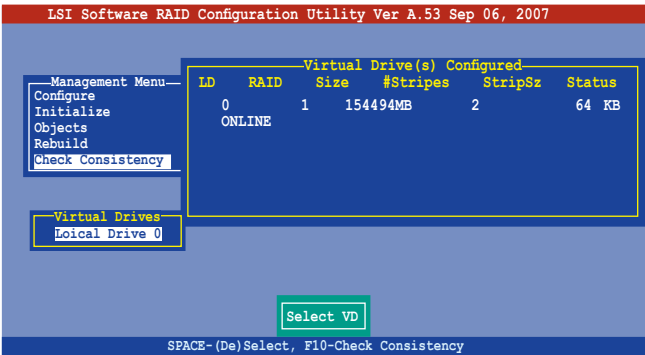 LSI Software RAID Configuration Utility Ver A.53 Sep 06, 2007
Virtual Drive(s) Configured
LD RAID Size #Stripes StripSz Status
0 1 154494MB 2 64 KB
ONLINE
Management Menu
Configure
Initialize
Objects
Rebuild
Check Consistency
Virtual Drives
Loical Drive 0
Select VD
SPACE-(De)Select, F10-Check Consistency